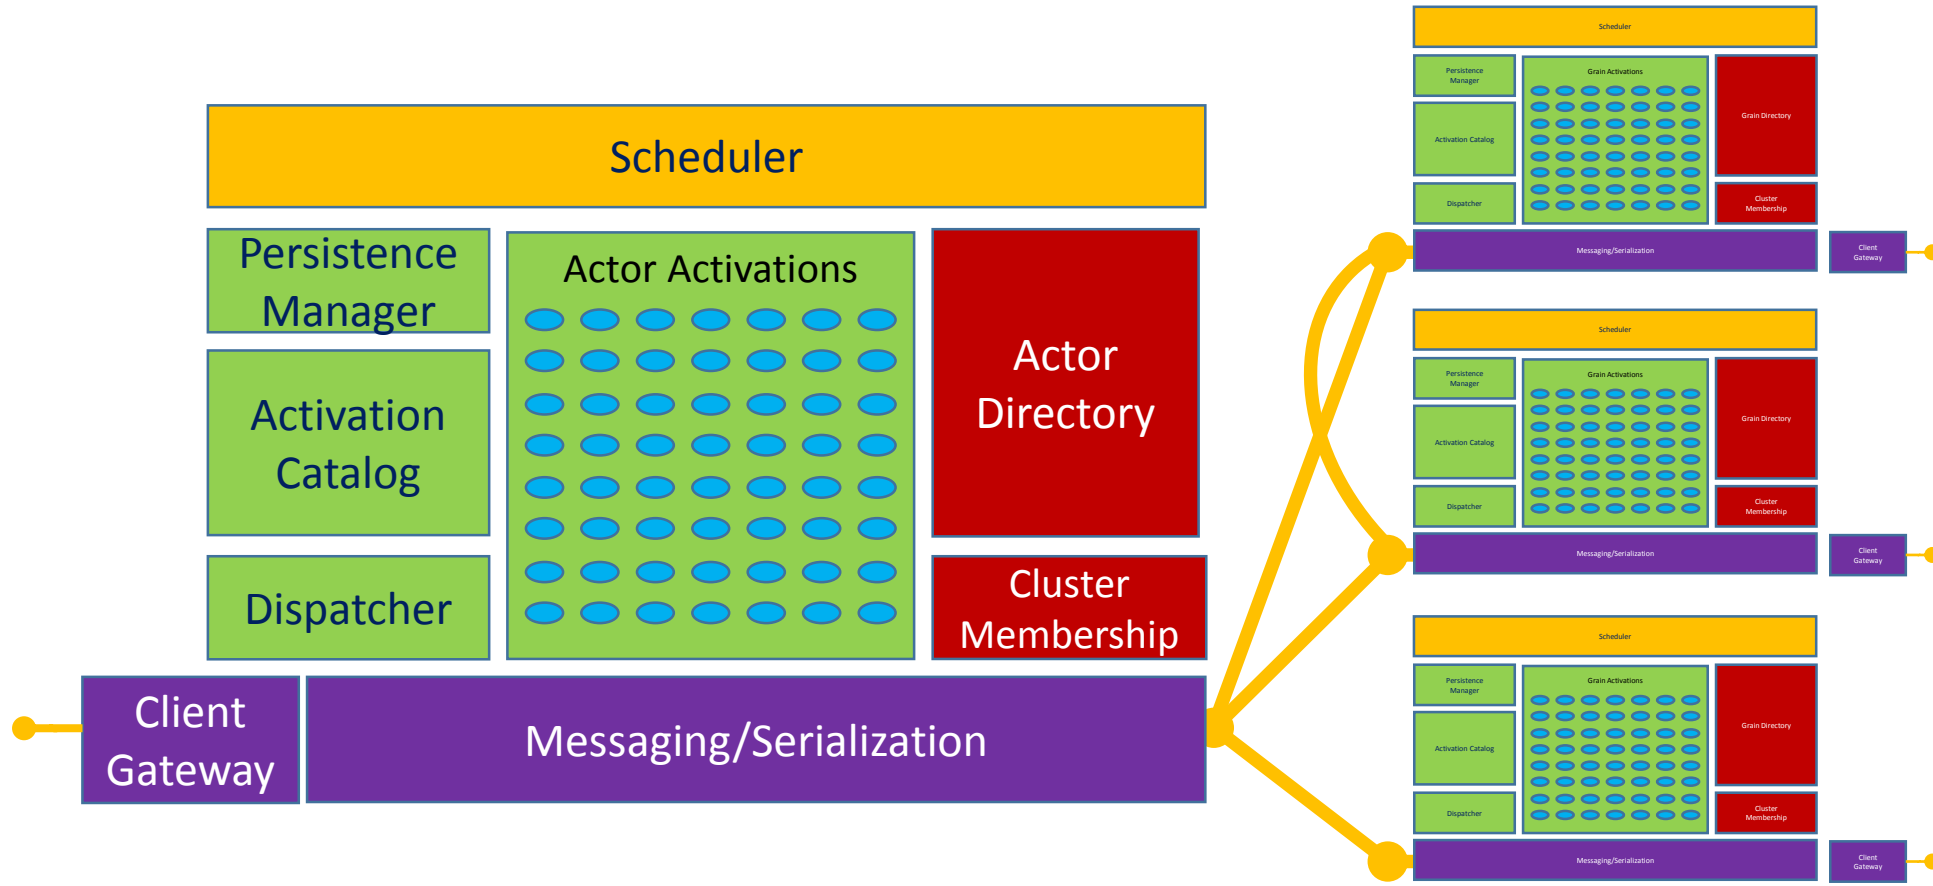 Scheduler
Persistence
Manager
Actor Activations
Actor
Directory
Activation
Catalog
Dispatcher
Cluster
Membership
Client
Gateway
Messaging/Serialization
Scheduler
Persistence
Manager
Grain Activations
Grain Directory
Activation Catalog
Dispatcher
Cluster
Membership
Messaging/Serialization
Client
Gateway
Scheduler
Persistence
Manager
Grain Activations
Grain Directory
Activation Catalog
Dispatcher
Cluster
Membership
Messaging/Serialization
Client
Gateway
Scheduler
Persistence
Manager
Grain Activations
Grain Directory
Activation Catalog
Dispatcher
Cluster
Membership
Messaging/Serialization
Client
Gateway